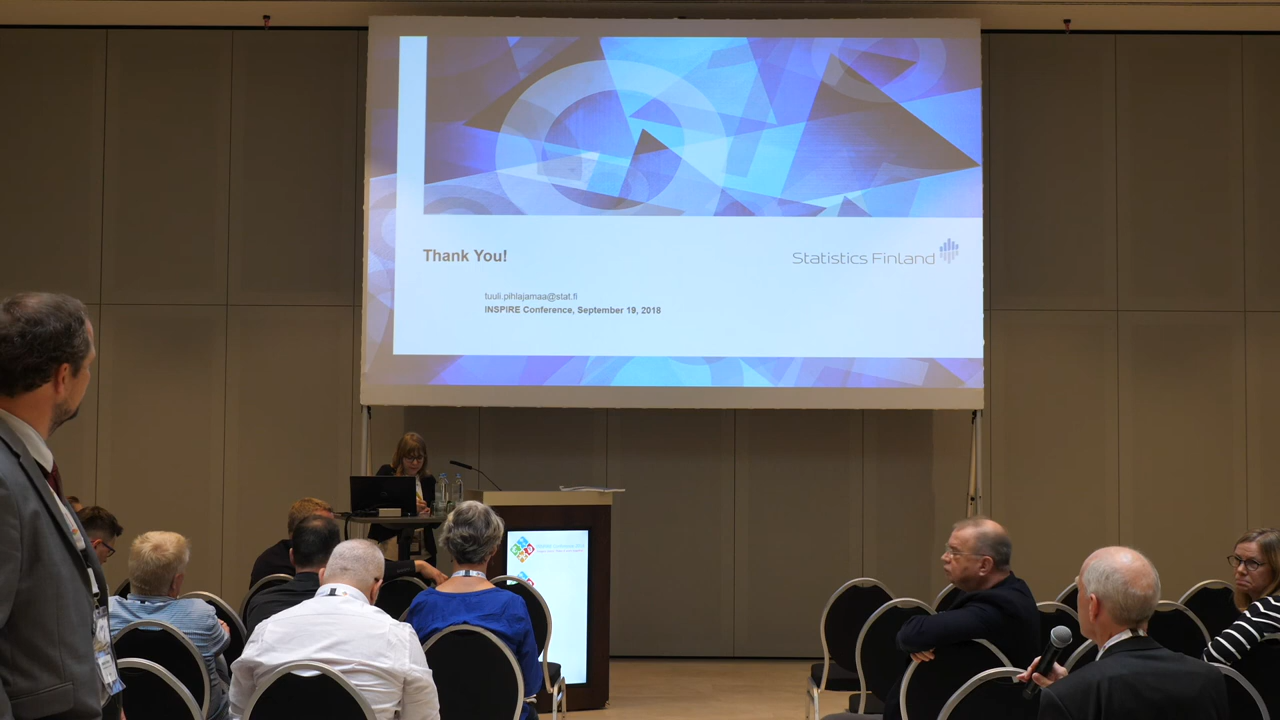 Thank You!
Statistics Finland
tuuli.pihlajamaa@stat.fi
INSPIRE Conference, September 19, 2018